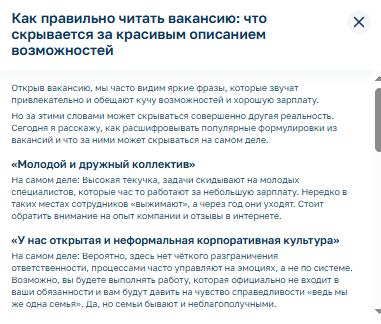 Как правильно читать вакансию: что
скрывается за красивым описанием
возможностей
Открыв вакансию, мы часто видим яркие фразы, которые звучат
привлекательно и обещают кучу возможностей и хорошую зарплату.
Но за этими словами может скрываться совершенно другая реальность.
Сегодня я расскажу, как расшифровывать популярные формулировки из
вакансий и что за ними может скрываться на самом деле.
«Молодой и дружный коллектив»
На самом деле: Высокая текучка, задачи скидывают на молодых
специалистов, которые час то работают за небольшую зарплату. Нередко в
таких местах сотрудников «выжимают», а через год они уходят. Стоит
обратить внимание на опыт компании и отзывы в интернете.
«У нас открытая и неформальная корпоративная культура»
На самом деле: Вероятно, здесь нет чёткого разграничения
ответственности, процессами часто управляют на эмоциях, а не по системе.
Возможно, вы будете выполнять работу, которая официально не входит в
ваши обязанности и вам будут давить на чувство справедливости «ведь мы
же одна семья». Да, но семьи бывают и неблагополучными.